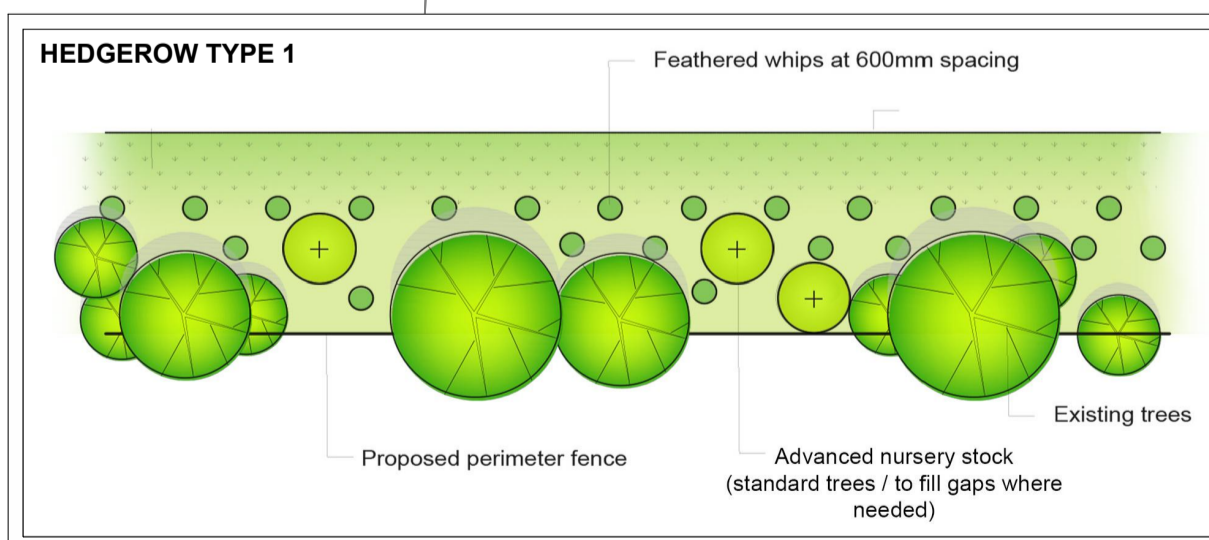 HEDGEROW TYPE 1
Feathered whips at 600mm spacing
Existing trees
Proposed perimeter fence
Advanced nursery stock
(standard trees / to fill gaps where
needed)